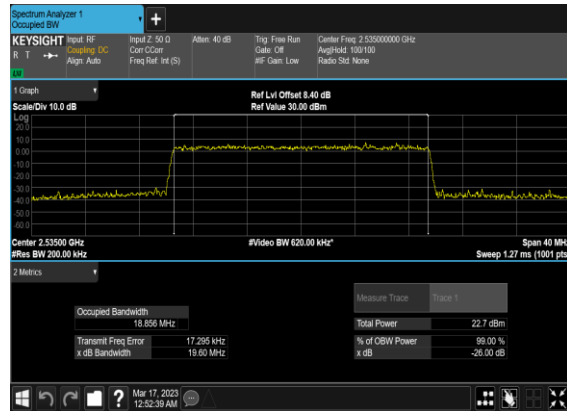 Spectrum Analyzer 1
Occupied BW
KEYSIGHT Input: RF Input Z: 50 Ω Atten: 40 dB Trig: Free Run Center Freq: 2.535000000 GHz
R T Coupling: DC Corr CCorr Gate: Off Avg|Hold: 100/100
Align: Auto Freq Ref: Int (S) #IF Gain: Low Radio Std: None
1 Graph
Ref Lvl Offset 8.40 dB
Scale/Div 10.0 dB Ref Value 30.00 dBm
Log
20.0
10.0
0.00
-10.0
-20.0
-30.0
-40.0
-50.0
-60.0
Center 2.53500 GHz #Video BW 620.00 kHz* Span 40 MHz
#Res BW 200.00 kHz Sweep 1.27 ms (1001 pts
2 Metrics
Measure Trace Trace 1
Occupied Bandwidth
18.856 MHz
Total Power 22.7 dBm
Transmit Freq Error 17.295 kHz % of OBW Power 99.00 %
x dB Bandwidth 19.60 MHz x dB -26.00 dB
Mar 17, 2023
12:52:39 AM